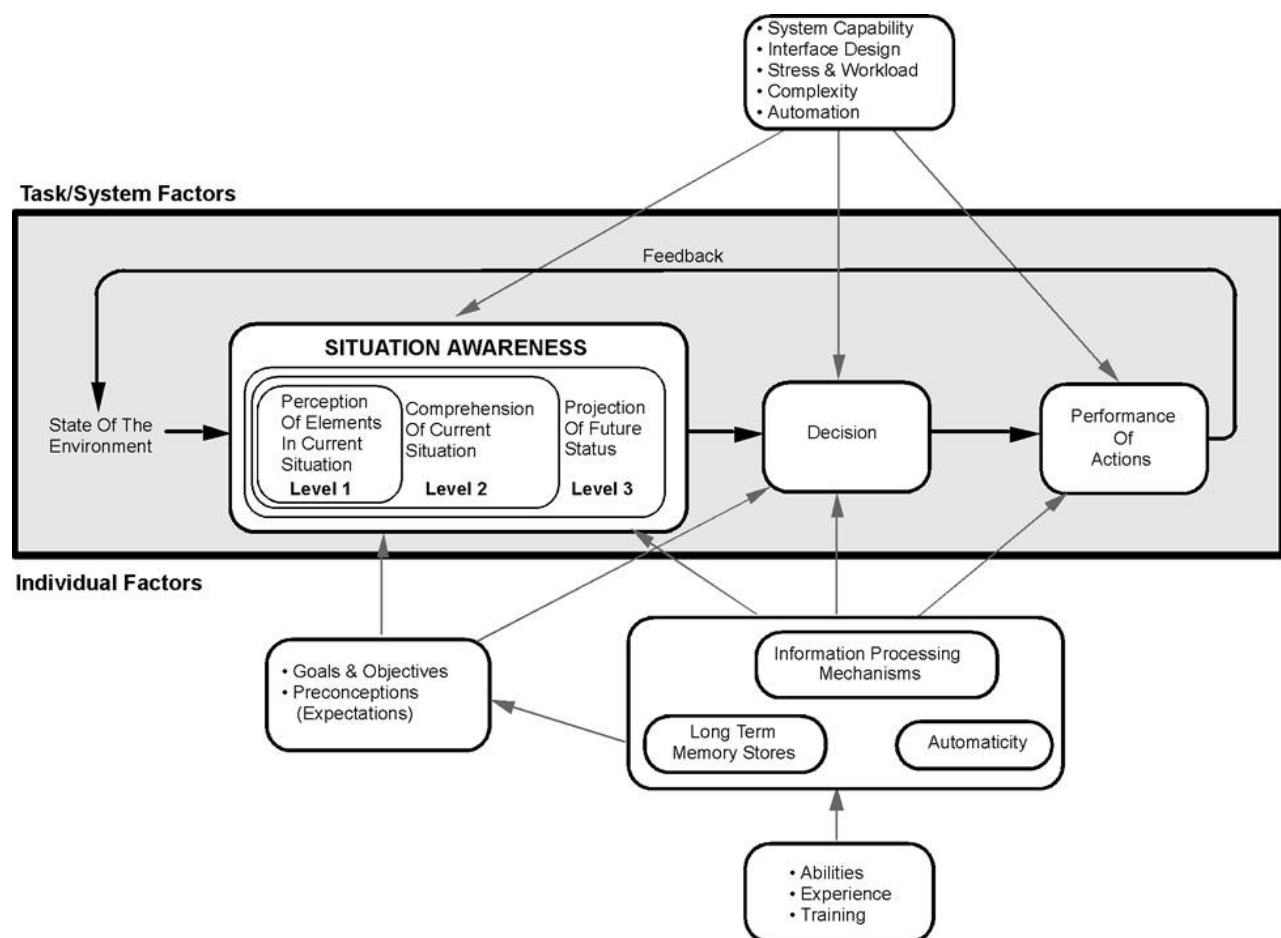 • System Capability
• Interface Design
• Stress & Workload
• Complexity
• Automation
Task/System Factors
Feedback
SITUATION AWARENESS
Perception
Of Elements
In Current
Situation
Level 1
Comprehension
Of Current
Situation
Level 2
Projection
Of Future
Status
Level 3
State Of The
Environment
Decision
Performance
Of
Actions
Individual Factors
• Goals & Objectives
• Preconceptions
(Expectations)
Information Processing
Mechanisms
Long Term
Memory Stores
Automaticity
• Abilities
• Experience
• Training